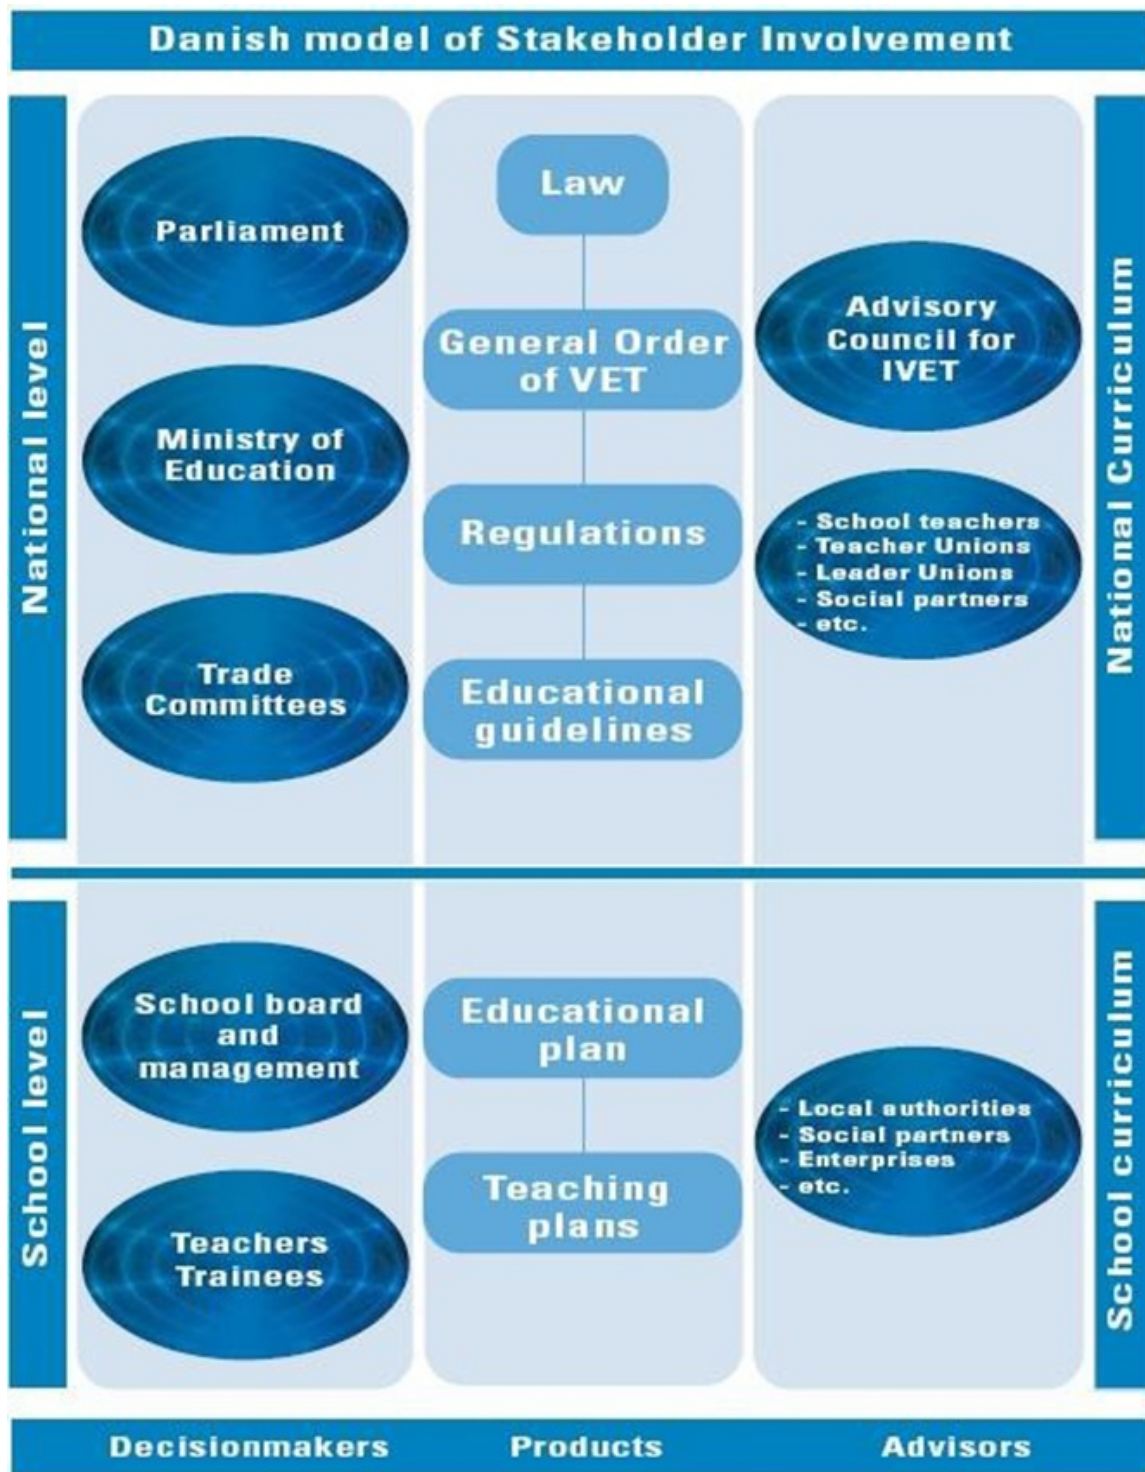 Danish model of Stakeholder Involvement
National level
Parliament
Ministry of
Education
Trade
Committees
Law
General Order
of VET
Regulations
Educational
guidelines
Advisory
Council for
IVET
- School teachers
- Teacher Unions
- Leader Unions
- Social partners
- etc.
National Curriculum
School level
School board
and
management
Teachers
Trainees
Educational
plan
Teaching
plans
- Local authorities
- Social partners
- Enterprises
- etc.
School curriculum
Decisionmakers
Products
Advisors